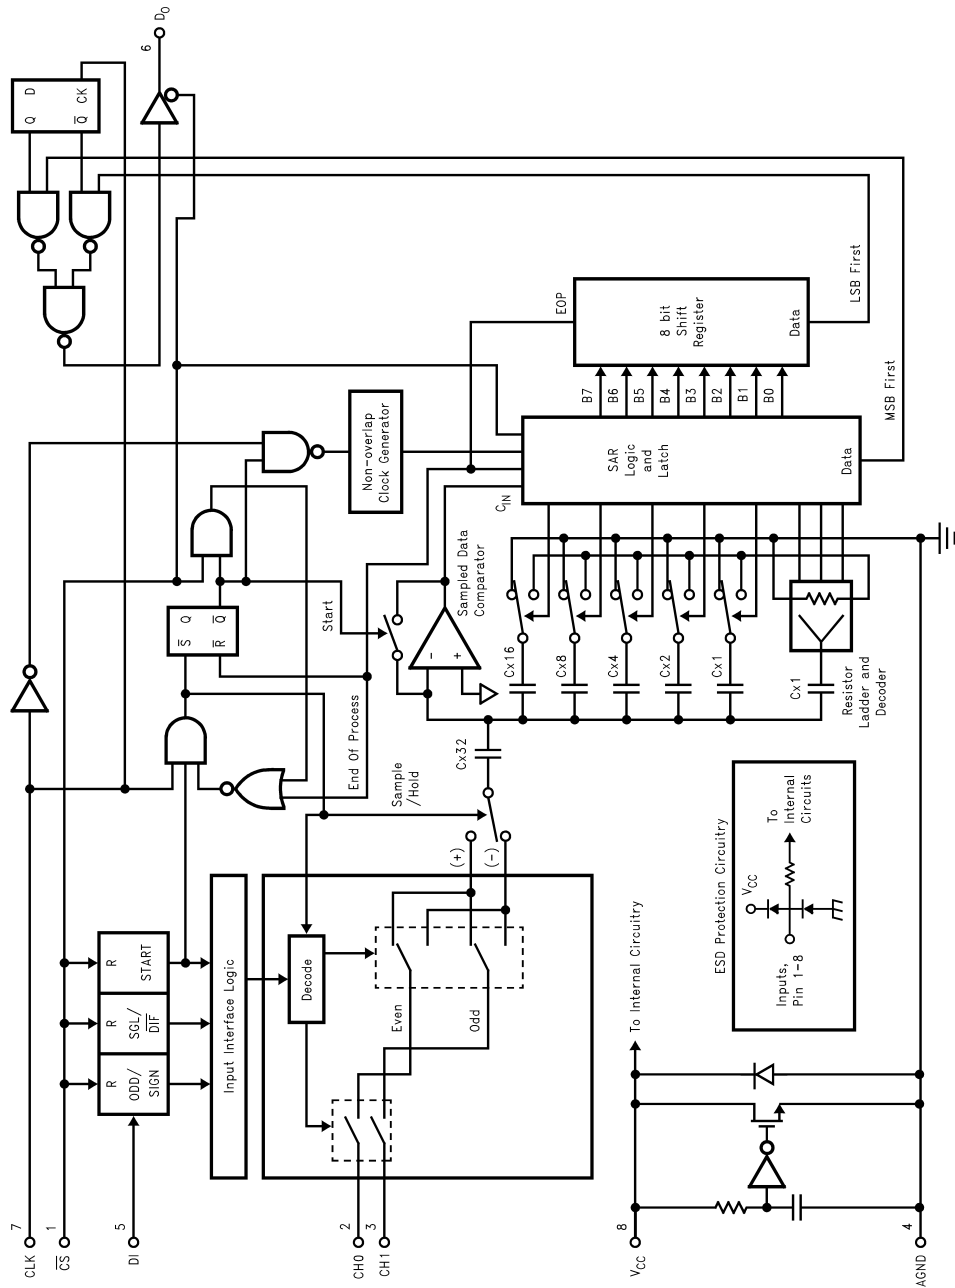 CLK
7
CS
1
DI
5
R
START
R
SGL/
DIF
R
ODD/
SIGN
Input Interface Logic
Decode
Even
Odd
CH0
2
CH1
3
(+)
(-)
Sample
/Hold
End Of Process
Start
S Q
R Q
Q D
Q CK
6
DO
Non-overlap
Clock Generator
Sampled Data
Comparator
-
+
CIN
SAR
Logic
and
Latch
Data
MSB First
B7
B6
B5
B4
B3
B2
B1
B0
EOP
8 bit
Shift
Register
Data
LSB First
Cx32
Cx16
Cx8
Cx4
Cx2
Cx1
Cx1
Resistor
Ladder and
Decoder
VCC
8
To Internal Circuitry
AGND
4
ESD Protection Circuitry
Inputs,
Pin 1-8
VCC
To
Internal
Circuits